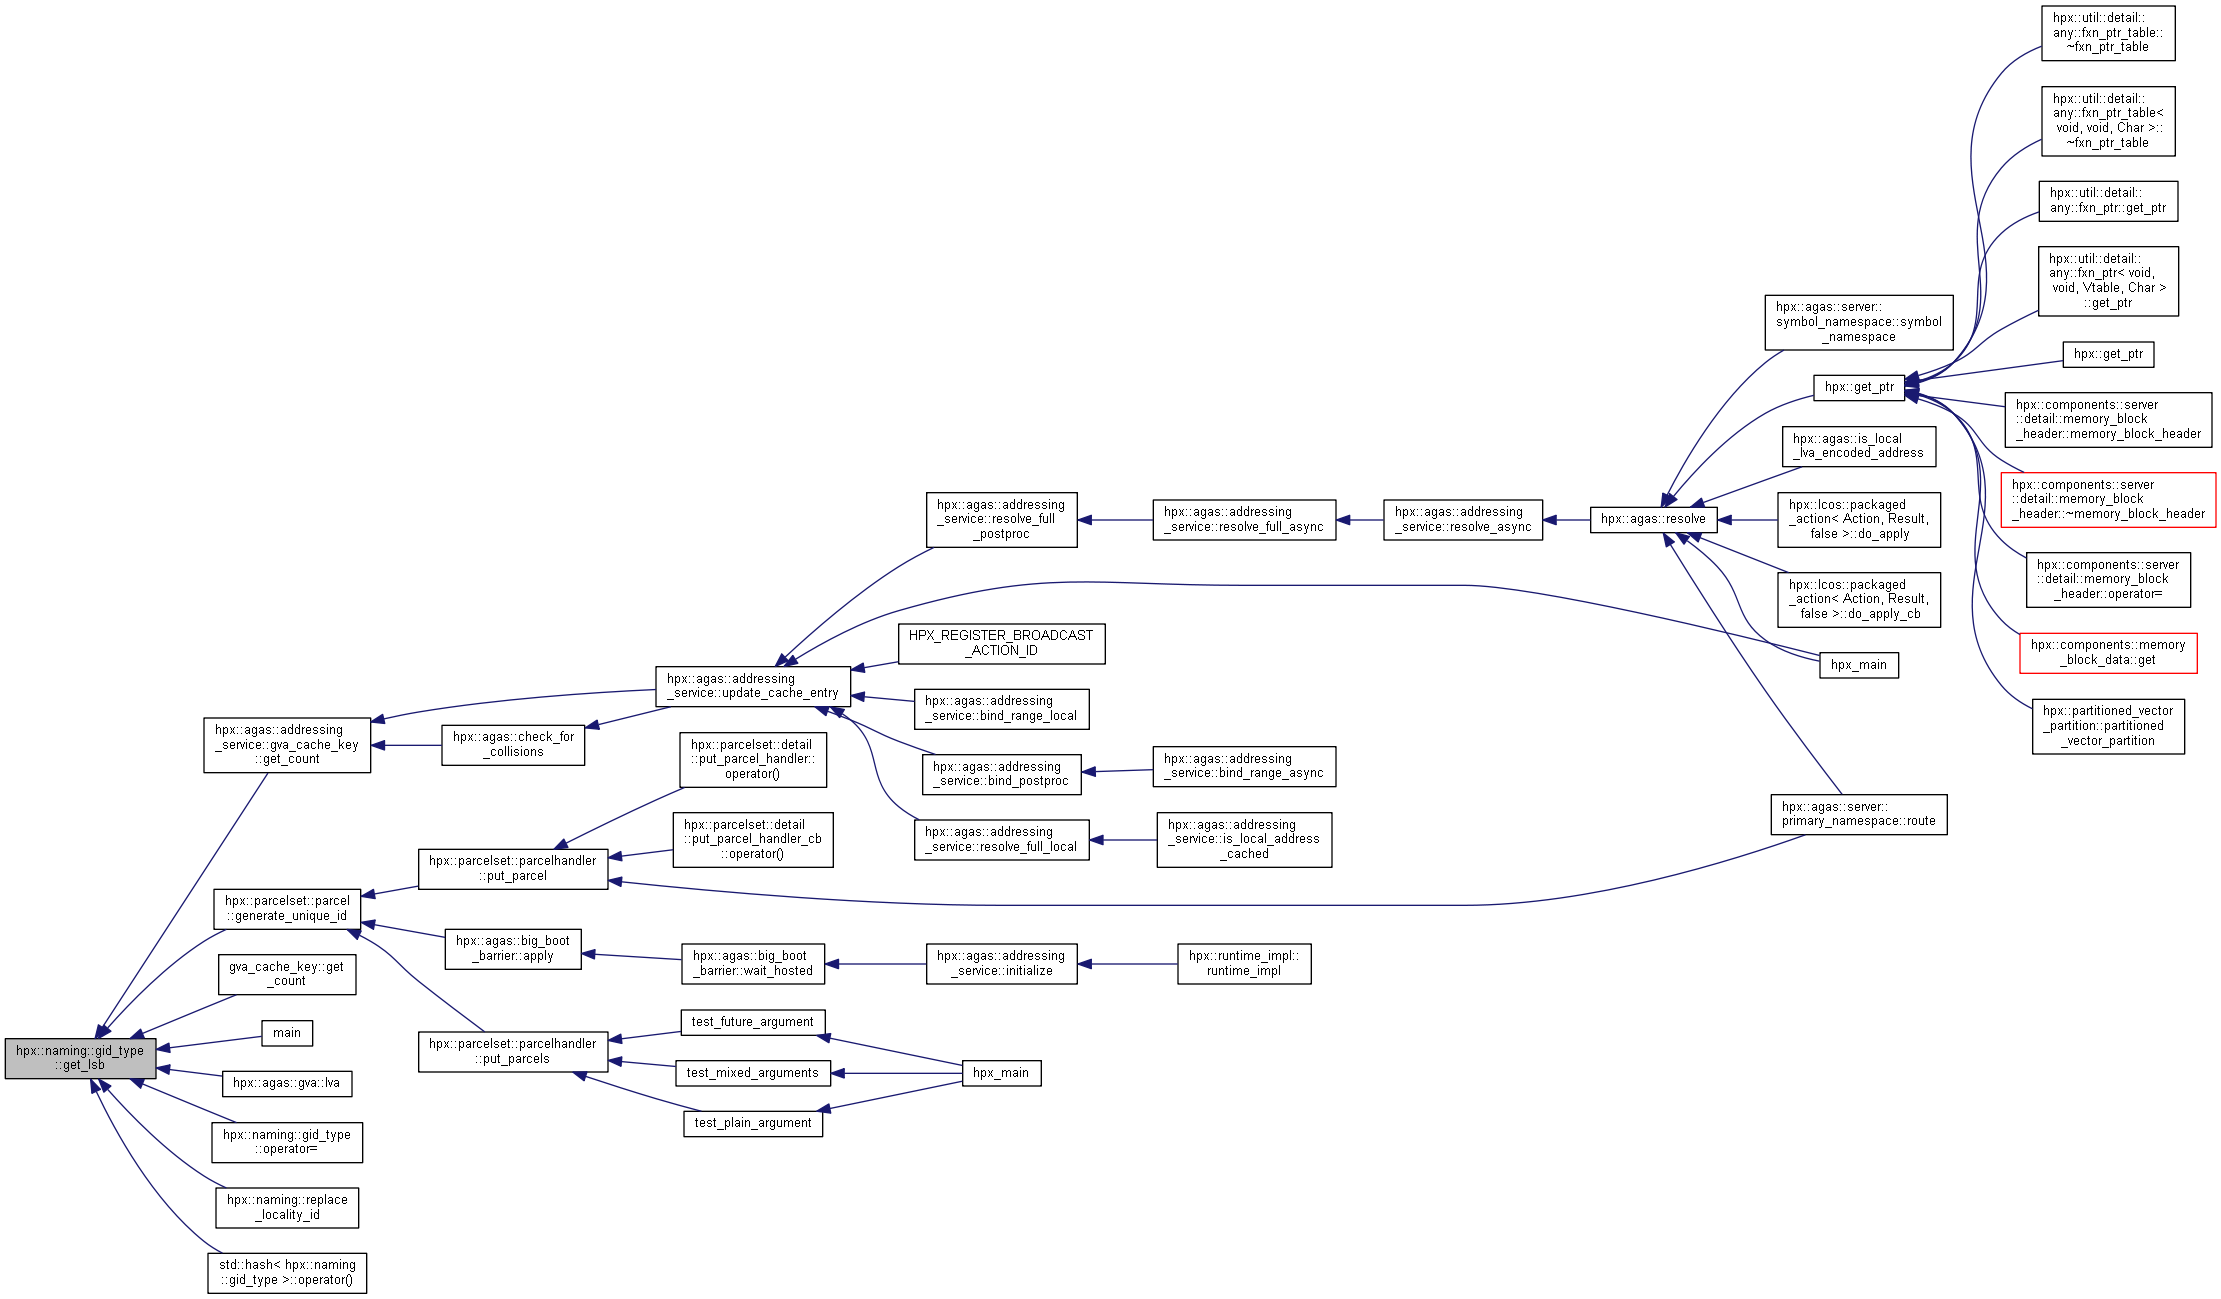 hpx::util::detail::
any::fxn_ptr_table::
~fxn_ptr_table
hpx::util::detail::
any::fxn_ptr_table<
void, void, Char >::
~fxn_ptr_table
hpx::util::detail::
any::fxn_ptr::get_ptr
hpx::util::detail::
any::fxn_ptr< void,
void, Vtable, Char >
::get_ptr
hpx::agas::server::
symbol_namespace::symbol
_namespace
hpx::get_ptr
hpx::get_ptr
hpx::components::server
::detail::memory_block
_header::memory_block_header
hpx::agas::is_local
_lva_encoded_address
hpx::components::server
::detail::memory_block
_header::~memory_block_header
hpx::agas::addressing
_service::resolve_full
_postproc
hpx::agas::addressing
_service::resolve_full_async
hpx::agas::addressing
_service::resolve_async
hpx::agas::resolve
hpx::lcos::packaged
_action< Action, Result,
false >::do_apply
hpx::components::server
::detail::memory_block
_header::operator=
hpx::lcos::packaged
_action< Action, Result,
false >::do_apply_cb
HPX_REGISTER_BROADCAST
_ACTION_ID
hpx::components::memory
_block_data::get
hpx_main
hpx::agas::addressing
_service::update_cache_entry
hpx::agas::addressing
_service::bind_range_local
hpx::partitioned_vector
_partition::partitioned
_vector_partition
hpx::agas::addressing
_service::gva_cache_key
::get_count
hpx::agas::check_for
_collisions
hpx::parcelset::detail
::put_parcel_handler::
operator()
hpx::agas::addressing
_service::bind_postproc
hpx::agas::addressing
_service::bind_range_async
hpx::agas::server::
primary_namespace::route
hpx::parcelset::detail
::put_parcel_handler_cb
::operator()
hpx::agas::addressing
_service::resolve_full_local
hpx::agas::addressing
_service::is_local_address
_cached
hpx::parcelset::parcelhandler
::put_parcel
hpx::parcelset::parcel
::generate_unique_id
hpx::agas::big_boot
_barrier::apply
hpx::agas::big_boot
_barrier::wait_hosted
hpx::agas::addressing
_service::initialize
hpx::runtime_impl::
runtime_impl
gva_cache_key::get
_count
main
test_future_argument
hpx::naming::gid_type
::get_lsb
hpx::parcelset::parcelhandler
::put_parcels
test_mixed_arguments
hpx_main
hpx::agas::gva::lva
test_plain_argument
hpx::naming::gid_type
::operator=
hpx::naming::replace
_locality_id
std::hash< hpx::naming
::gid_type >::operator()